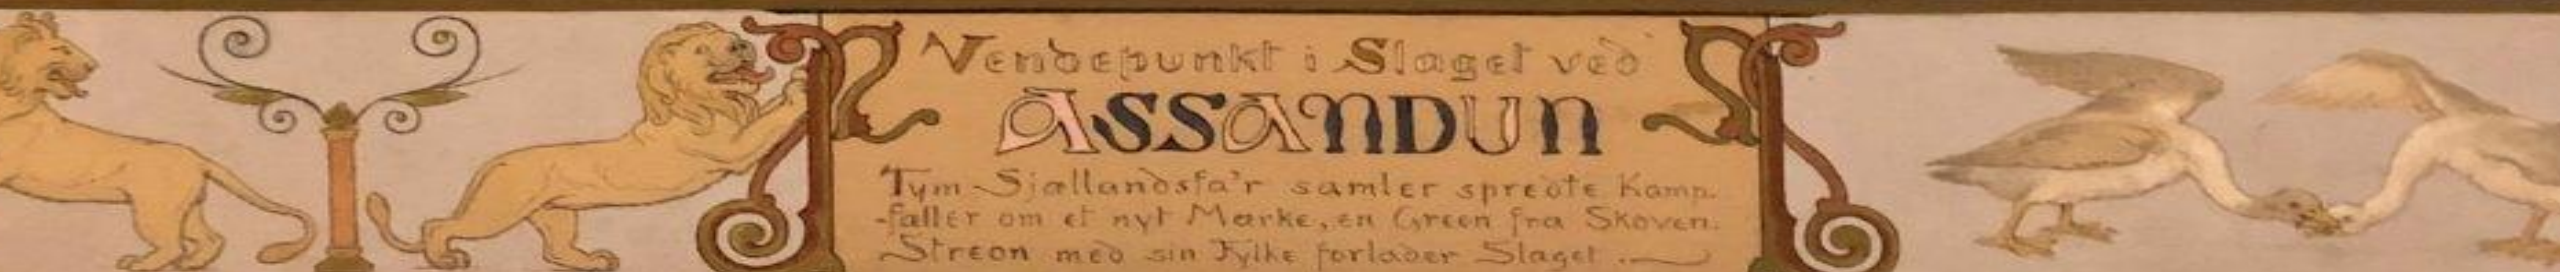 Vendepunkt i Slaget ved
ASSANDUN
Tym Sjællandsfa'r samler spredte Kamp-
-fæller om et nyt Mærke, en Green fra Skoven.
Streon med sin Fylke forlader Slaget.